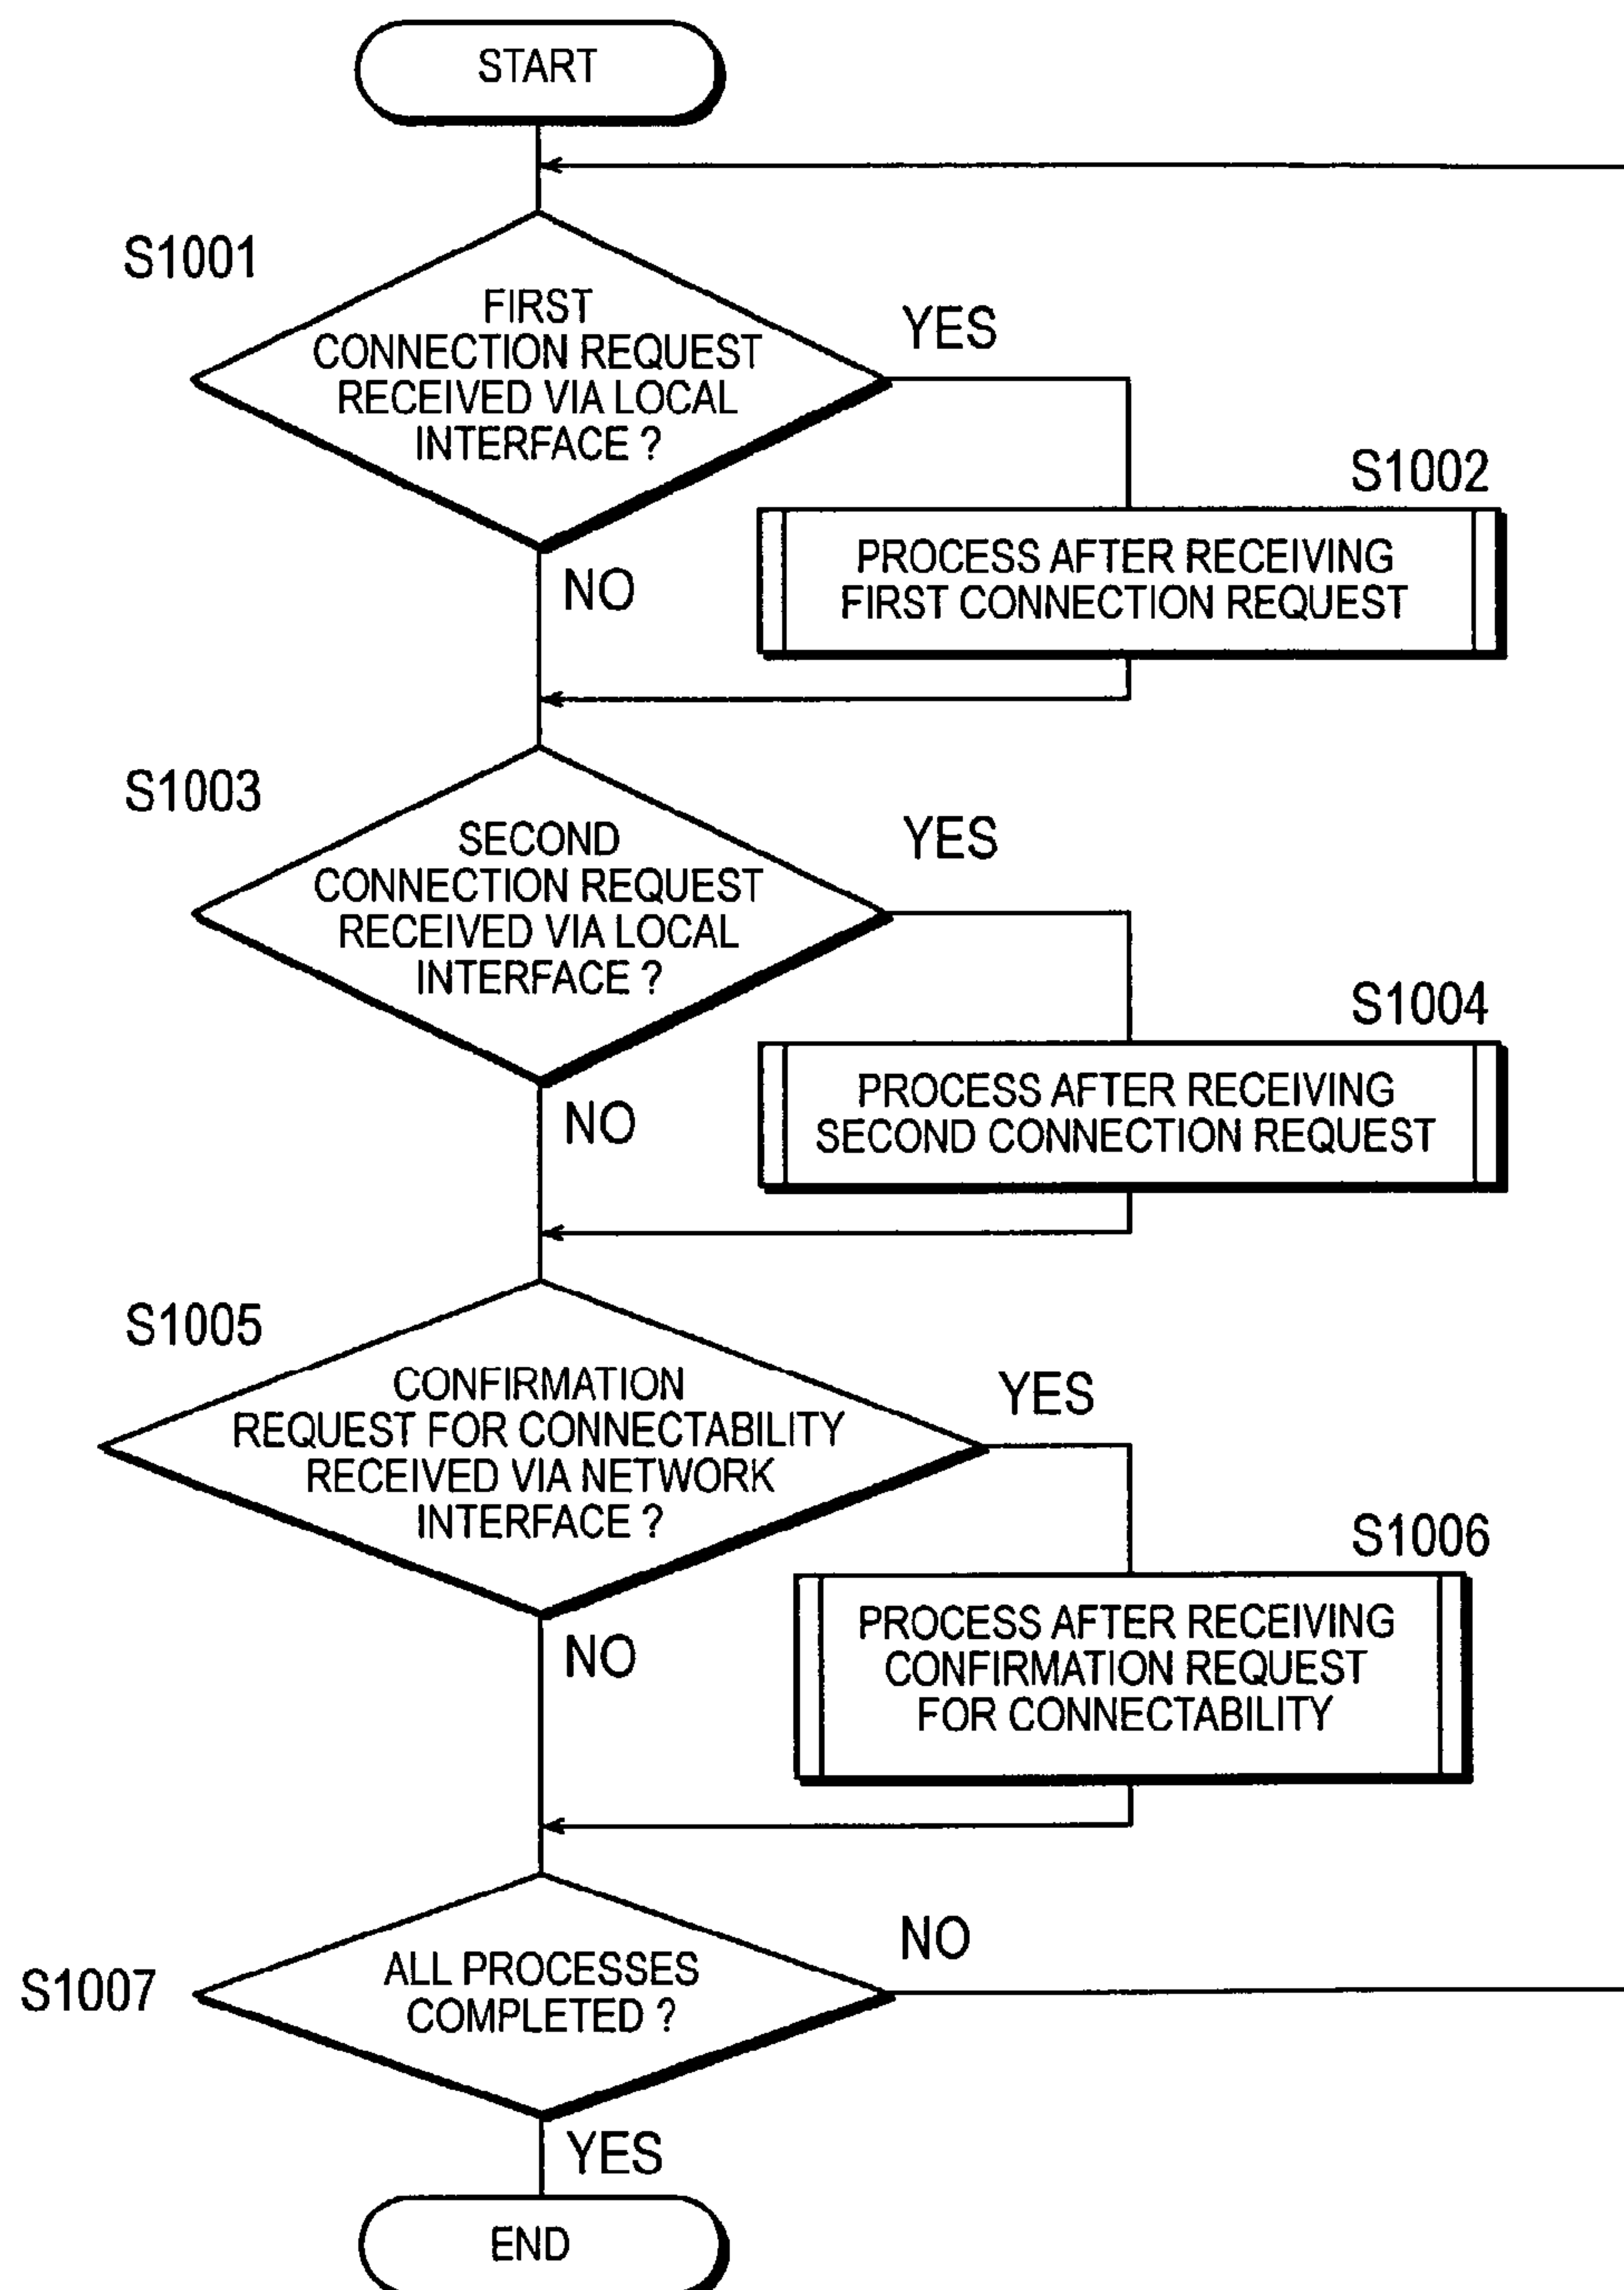 START
S1001
FIRST
CONNECTION REQUEST
RECEIVED VIA LOCAL
INTERFACE ?
YES
NO
S1002
PROCESS AFTER RECEIVING
FIRST CONNECTION REQUEST
S1003
SECOND
CONNECTION REQUEST
RECEIVED VIA LOCAL
INTERFACE ?
YES
NO
S1004
PROCESS AFTER RECEIVING
SECOND CONNECTION REQUEST
S1005
CONFIRMATION
REQUEST FOR CONNECTABILITY
RECEIVED VIA NETWORK
INTERFACE ?
YES
NO
S1006
PROCESS AFTER RECEIVING
CONFIRMATION REQUEST
FOR CONNECTABILITY
S1007
ALL PROCESSES
COMPLETED ?
NO
YES
END